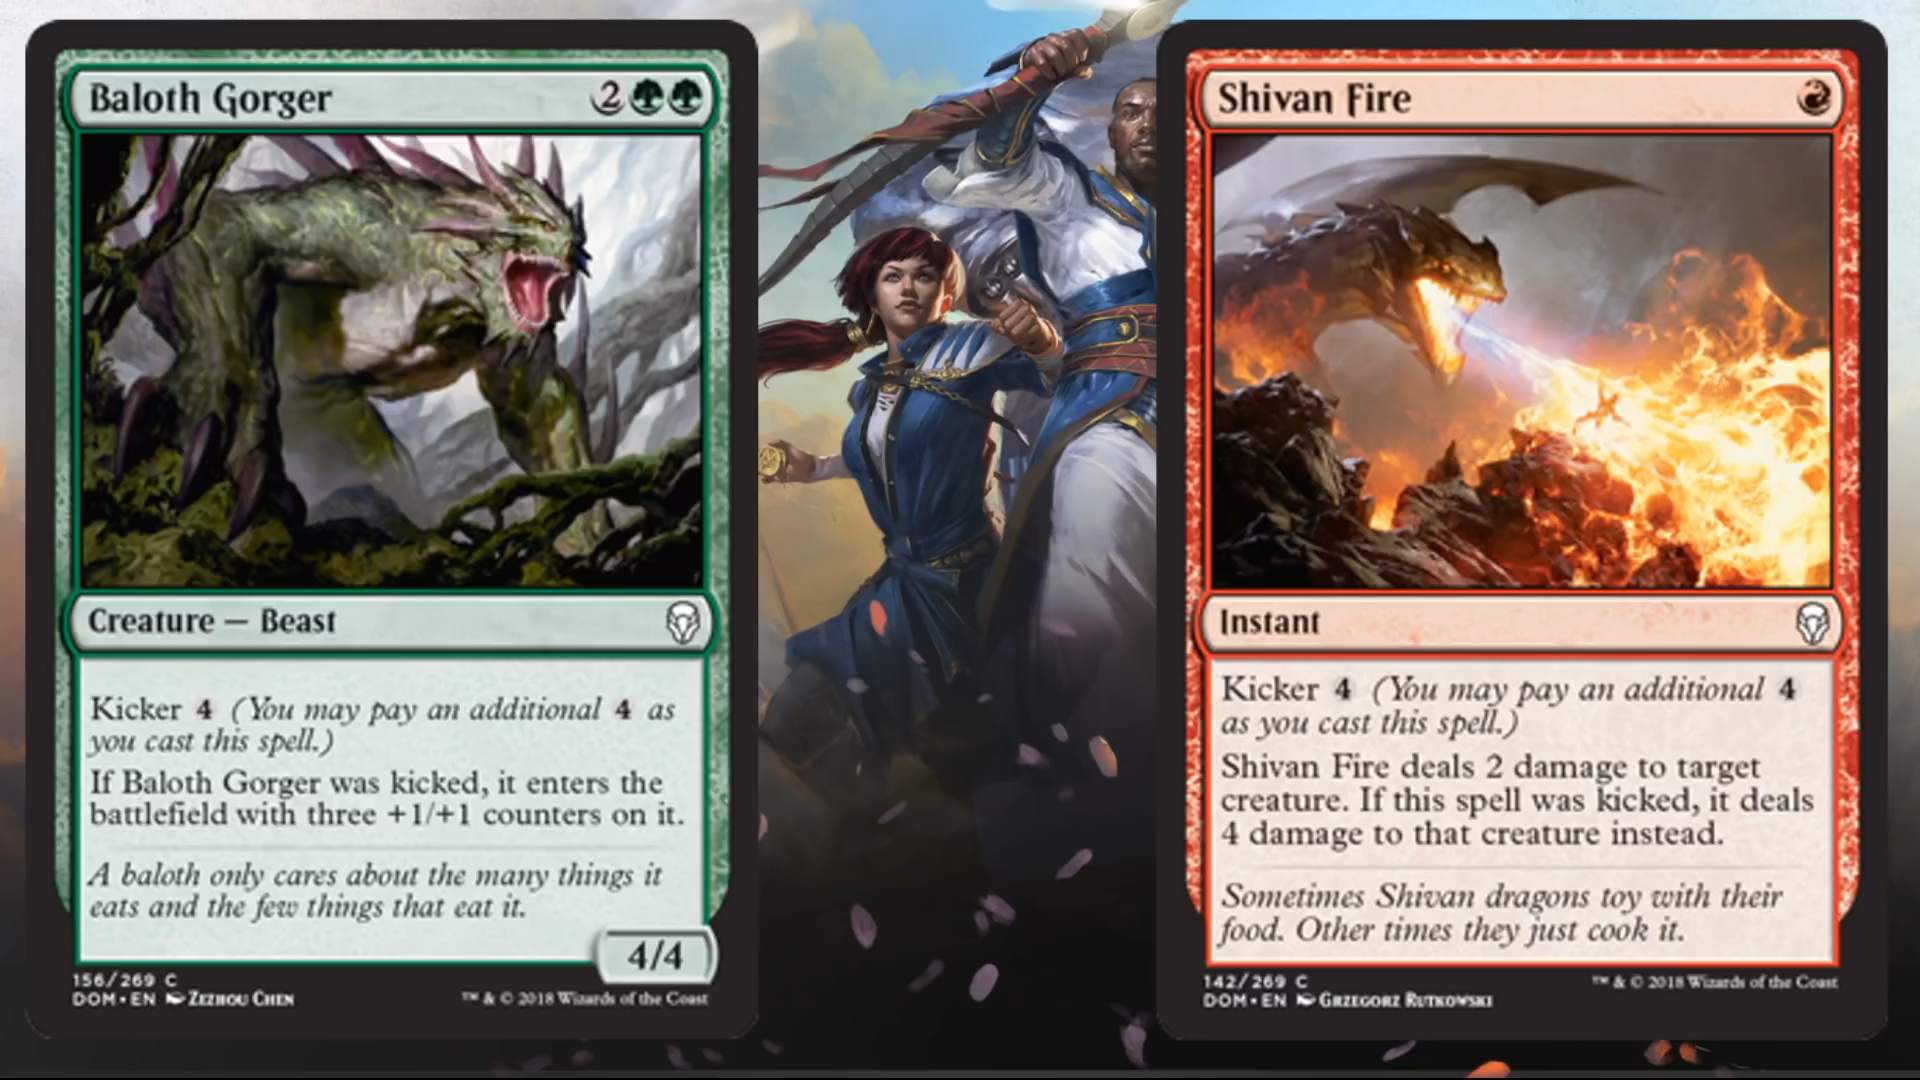 Baloth Gorger 2
Creature — Beast
Kicker 4 (You may pay an additional 4 as
you cast this spell.)
If Baloth Gorger was kicked, it enters the
battlefield with three +1/+1 counters on it.
A baloth only cares about the many things it
eats and the few things that eat it.
4/4
156/269 C
DOM • EN Zezhou Chen
™ & © 2018 Wizards of the Coast
Shivan Fire
Instant
Kicker 4 (You may pay an additional 4
as you cast this spell.)
Shivan Fire deals 2 damage to target
creature. If this spell was kicked, it deals
4 damage to that creature instead.
Sometimes Shivan dragons toy with their
food. Other times they just cook it.
142/269 C
DOM • EN Grzegorz Rutkowski
™ & © 2018 Wizards of the Coast